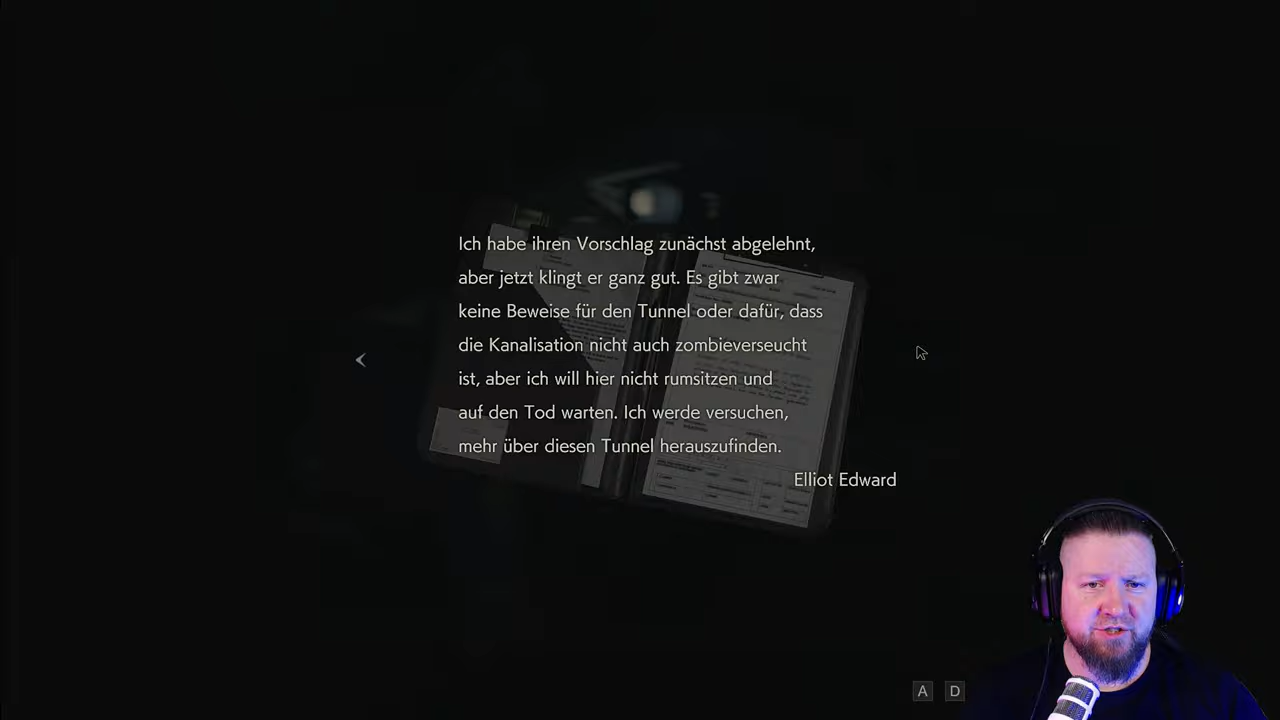 Ich habe ihren Vorschlag zunächst abgelehnt,
aber jetzt klingt er ganz gut. Es gibt zwar
keine Beweise für den Tunnel oder dafür, dass
die Kanalisation nicht auch zombieverseucht
ist, aber ich will hier nicht rumsitzen und
auf den Tod warten. Ich werde versuchen,
mehr über diesen Tunnel herauszufinden.
Elliot Edward
A D